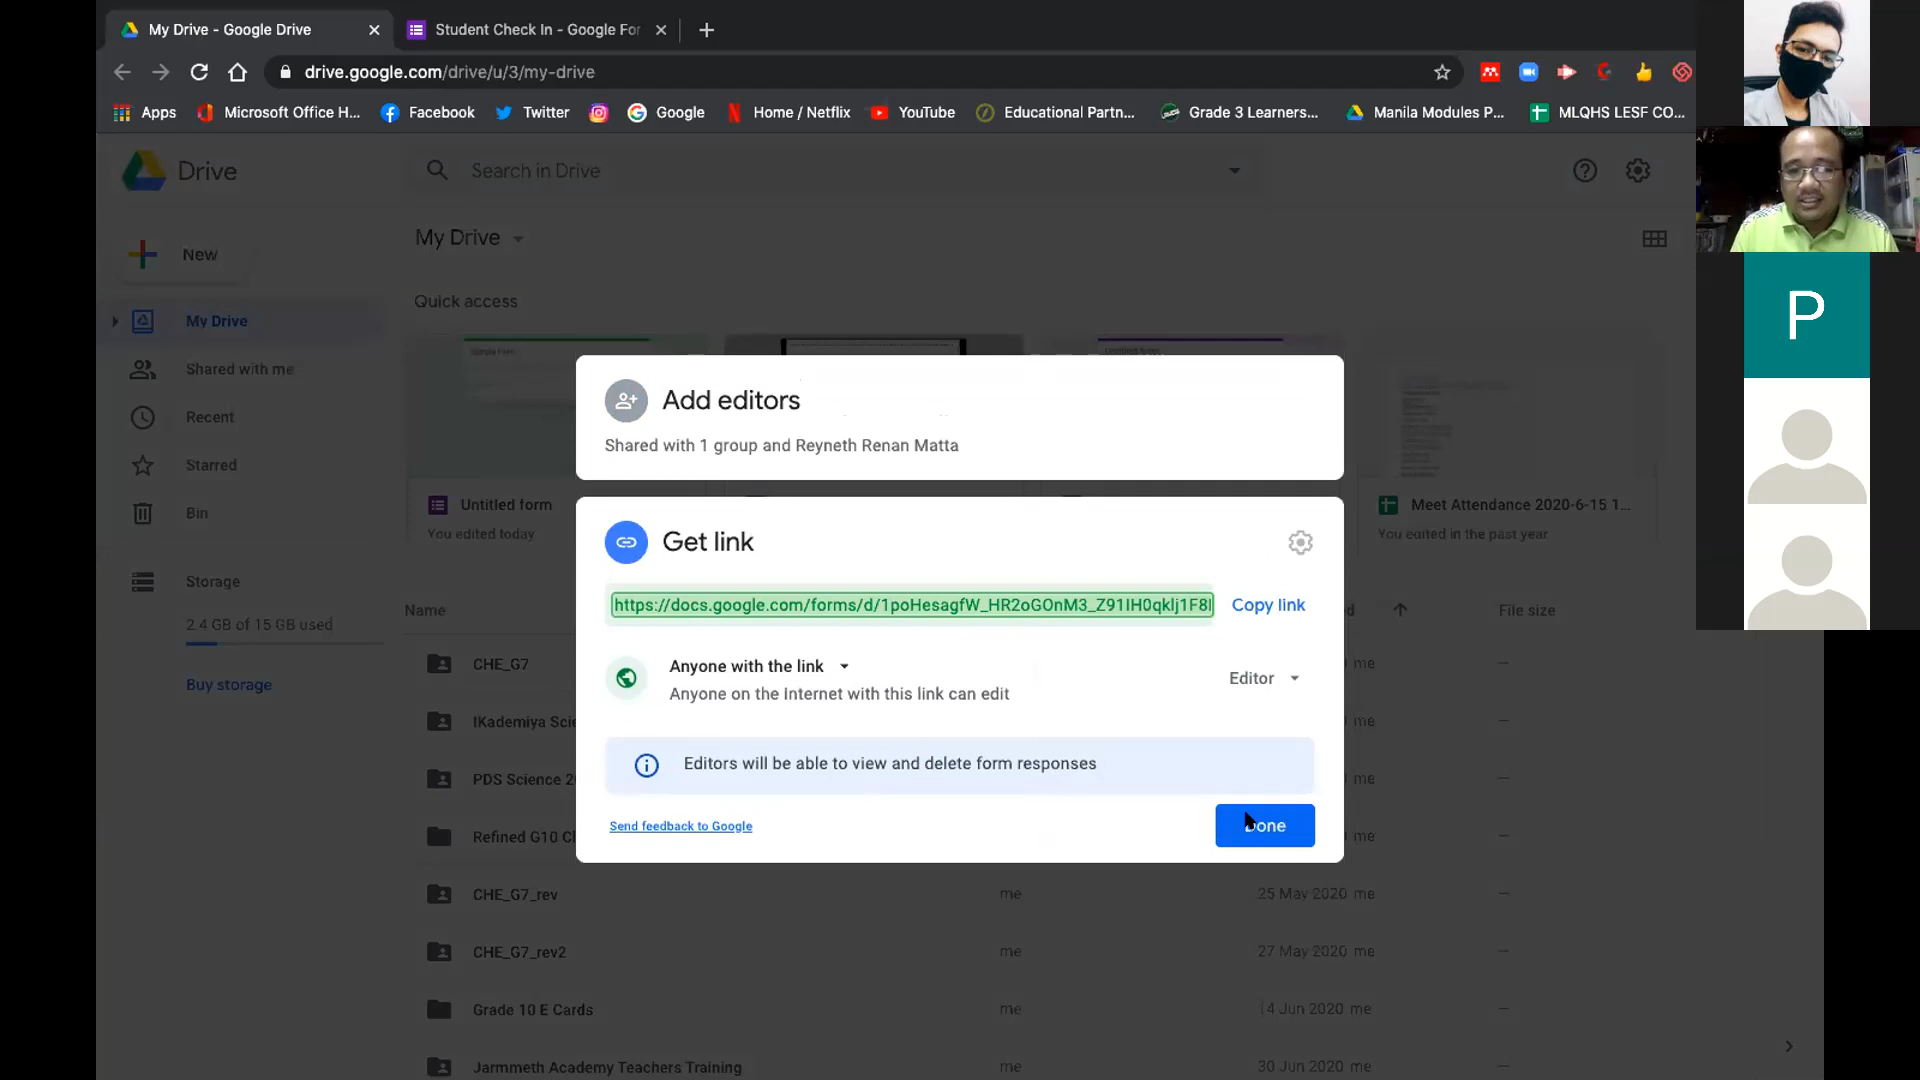 My Drive - Google Drive
Student Check In - Google For
drive.google.com/drive/u/3/my-drive
Apps
Microsoft Office H...
Facebook
Twitter
Google
Home / Netflix
YouTube
Educational Partn...
Grade 3 Learners...
Manila Modules P...
MLQHS LESF CO...
Drive
Search in Drive
New
My Drive
Quick access
My Drive
Shared with me
Recent
Starred
Bin
Storage
2.4 GB of 15 GB used
Buy storage
Untitled form
You edited today
Meet Attendance 2020-6-15 1...
You edited in the past year
Add editors
Shared with 1 group and Reyneth Renan Matta
Get link
https://docs.google.com/forms/d/1poHesagfW_HR2oGOnM3_Z91IH0qklj1F8
Copy link
Anyone with the link
Anyone on the Internet with this link can edit
Editor
Editors will be able to view and delete form responses
Send feedback to Google
Done
Name
File size
CHE_G7
me
—
IKademiya Scie
me
—
PDS Science 2
me
—
Refined G10 Cl
me
—
CHE_G7_rev
me
25 May 2020 me
—
CHE_G7_rev2
me
27 May 2020 me
—
Grade 10 E Cards
me
14 Jun 2020 me
—
Jarmmeth Academy Teachers Training
me
30 Jun 2020 me
—
P